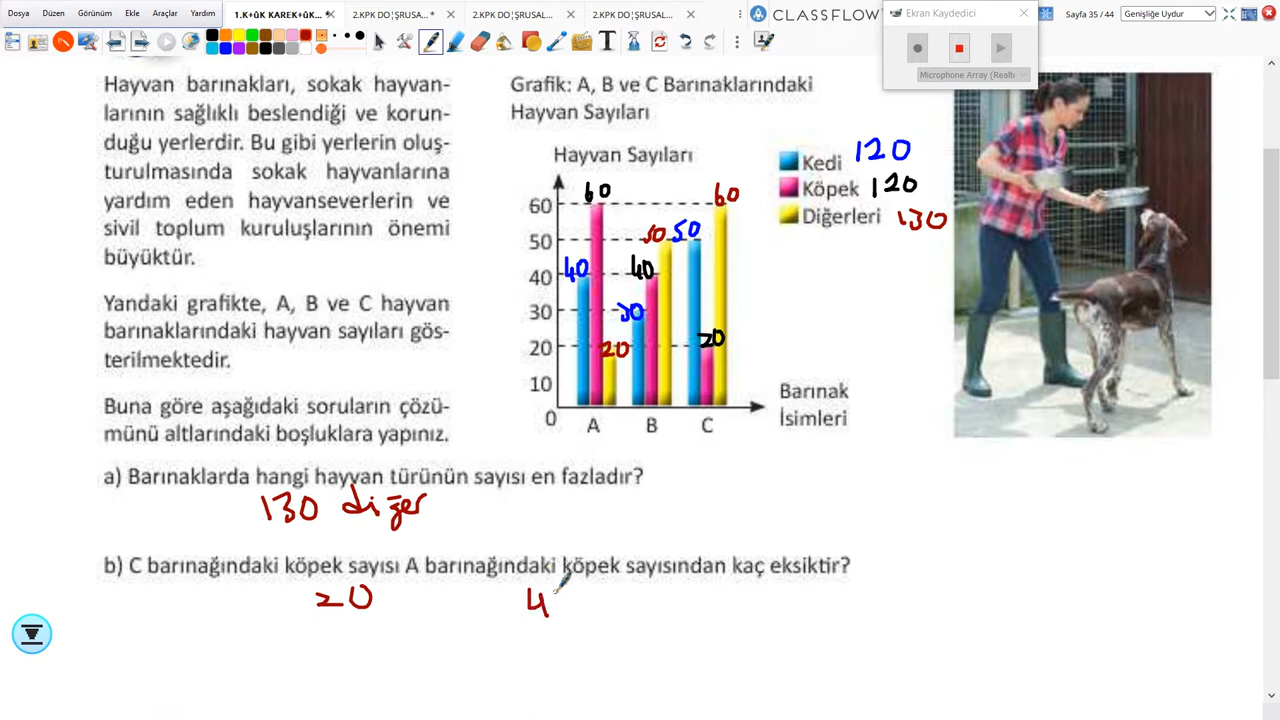 Dosya Düzen Görünüm Ekle Araçlar Yardım
1.K+ûK KAREK+ûK...*
2.KPK DO¦ŞRUSA...*
2.KPK DO¦ŞRUSAL...
2.KPK DO¦ŞRUSAL...
CLASSFLOW
Ekran Kaydedici
Microphone Array (Realte
Sayfa 35 / 44
Genişliğe Uydur
Hayvan barınakları, sokak hayvan-
larının sağlıklı beslendiği ve korun-
duğu yerlerdir. Bu gibi yerlerin oluş-
turulmasında sokak hayvanlarına
yardım eden hayvanseverlerin ve
sivil toplum kuruluşlarının önemi
büyüktür.
Yandaki grafikte, A, B ve C hayvan
barınaklarındaki hayvan sayıları gös-
terilmektedir.
Buna göre aşağıdaki soruların çözü-
münü altlarındaki boşluklara yapınız.
Grafik: A, B ve C Barınaklarındaki
Hayvan Sayıları
Hayvan Sayıları
60
50
40
30
20
10
0
40 60 20
30 40 50
50 20 60
A B C
Barınak
İsimleri
Kedi 120
Köpek 120
Diğerleri 130
a) Barınaklarda hangi hayvan türünün sayısı en fazladır?
130 diğer
b) C barınağındaki köpek sayısı A barınağındaki köpek sayısından kaç eksiktir?
20 4